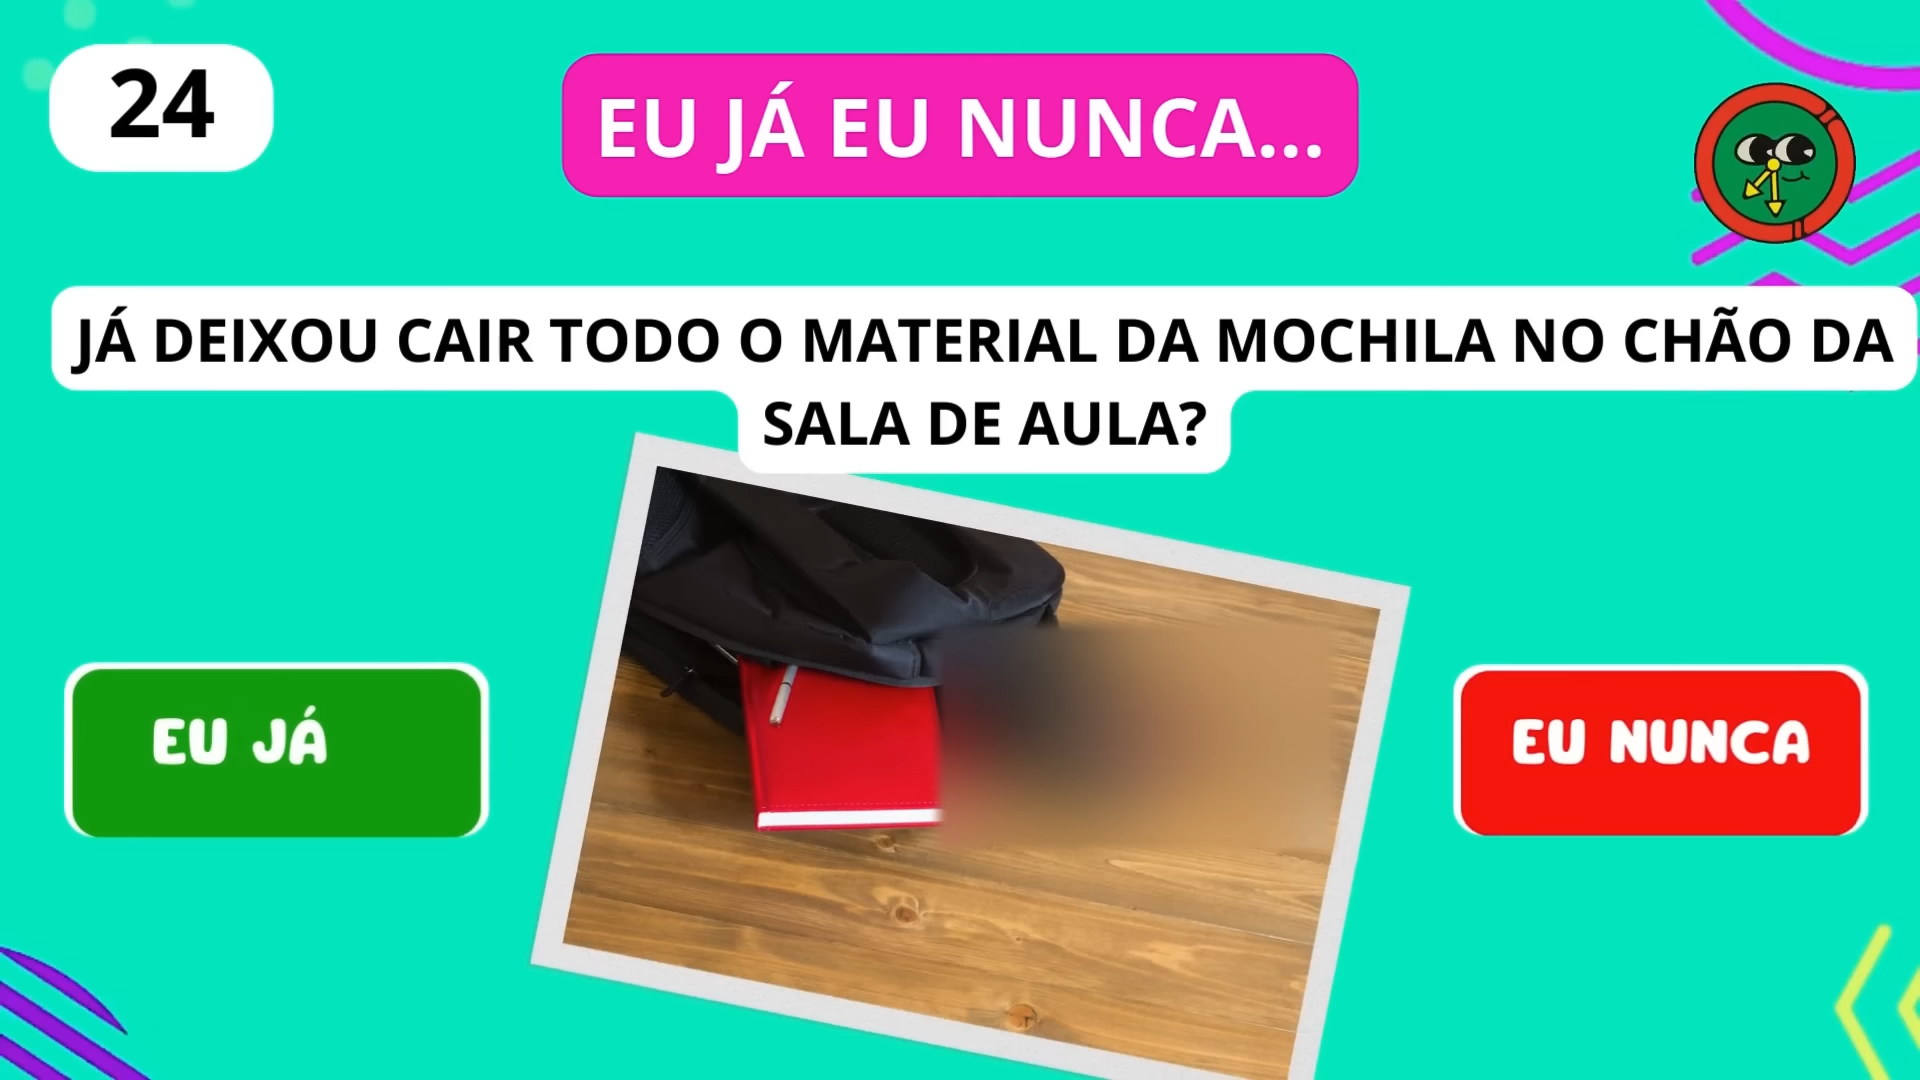 24
EU JÁ EU NUNCA...
JÁ DEIXOU CAIR TODO O MATERIAL DA MOCHILA NO CHÃO DA
SALA DE AULA?
EU JÁ
EU NUNCA